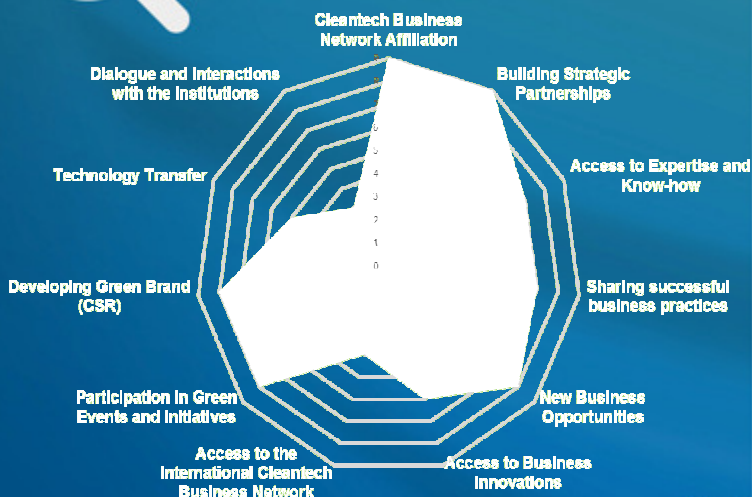 Cleantech Business
Network Affiliation
Dialogue and Interactions
with the Institutions
Building Strategic
Partnerships
Technology Transfer
Access to Expertise and
Know-how
5
4
3
2
1
0
Developing Green Brand
(CSR)
Sharing successful
business practices
Participation in Green
Events and Initiatives
New Business
Opportunities
Access to the
International Cleantech
Business Network
Access to Business
Innovations